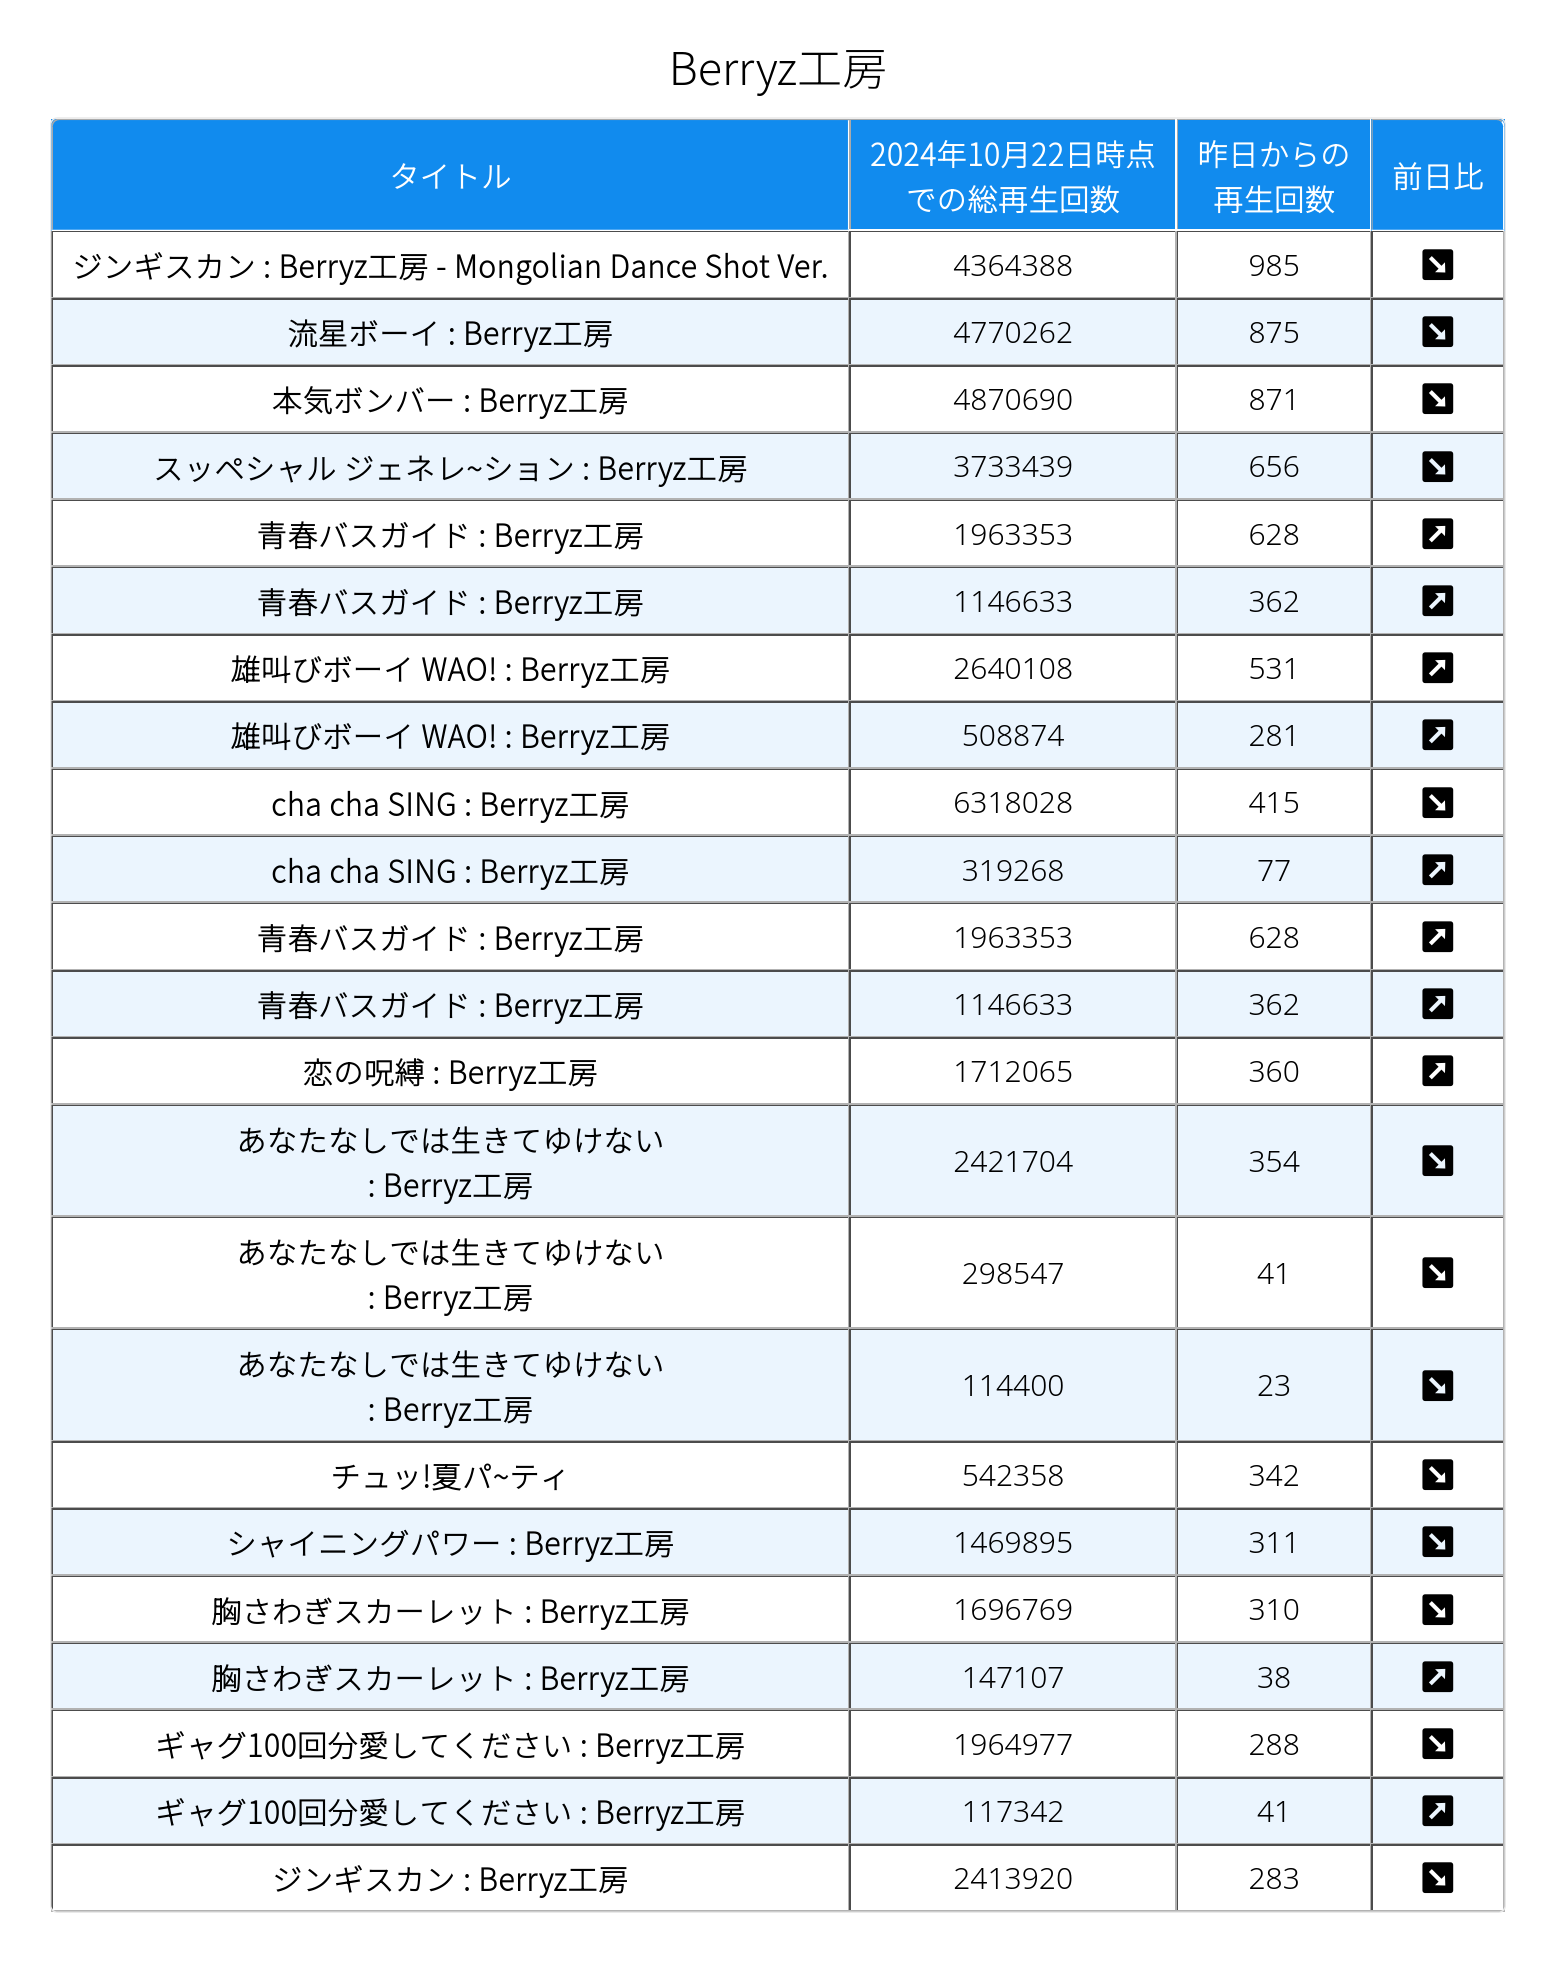 Berryz工房
タイトル 2024年10月22日時点 昨日からの 前日比
での総再生回数 再生回数
ジンギスカン : Berryz工房 - Mongolian Dance Shot Ver. 4364388 985
流星ボーイ : Berryz工房 4770262 875
本気ボンバー : Berryz工房 4870690 871
スッペシャル ジェネレ~ション : Berryz工房 3733439 656
青春バスガイド : Berryz工房 1963353 628
青春バスガイド : Berryz工房 1146633 362
雄叫びボーイ WAO! : Berryz工房 2640108 531
雄叫びボーイ WAO! : Berryz工房 508874 281
cha cha SING : Berryz工房 6318028 415
cha cha SING : Berryz工房 319268 77
青春バスガイド : Berryz工房 1963353 628
青春バスガイド : Berryz工房 1146633 362
恋の呪縛 : Berryz工房 1712065 360
あなたなしでは生きてゆけない
: Berryz工房 2421704 354
あなたなしでは生きてゆけない
: Berryz工房 298547 41
あなたなしでは生きてゆけない
: Berryz工房 114400 23
チュッ!夏パ~ティ 542358 342
シャイニングパワー : Berryz工房 1469895 311
胸さわぎスカーレット : Berryz工房 1696769 310
胸さわぎスカーレット : Berryz工房 147107 38
ギャグ100回分愛してください : Berryz工房 1964977 288
ギャグ100回分愛してください : Berryz工房 117342 41
ジンギスカン : Berryz工房 2413920 283